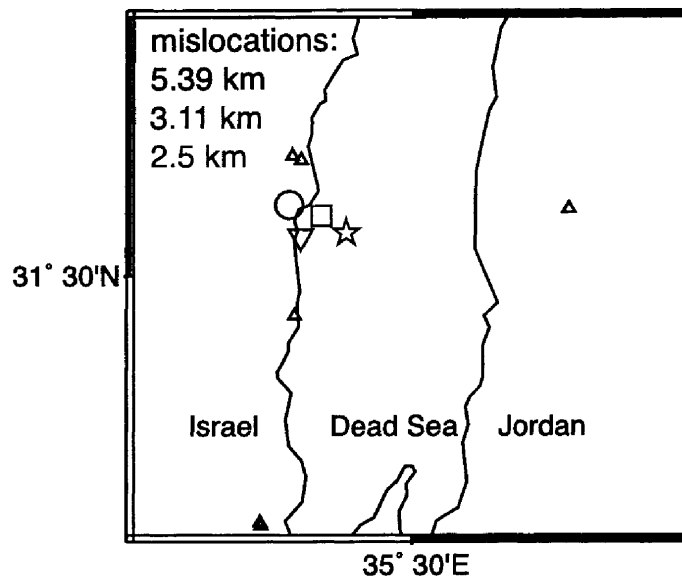 mislocations:
5.39 km
3.11 km
2.5 km
31° 30'N
Israel Dead Sea Jordan
35° 30'E